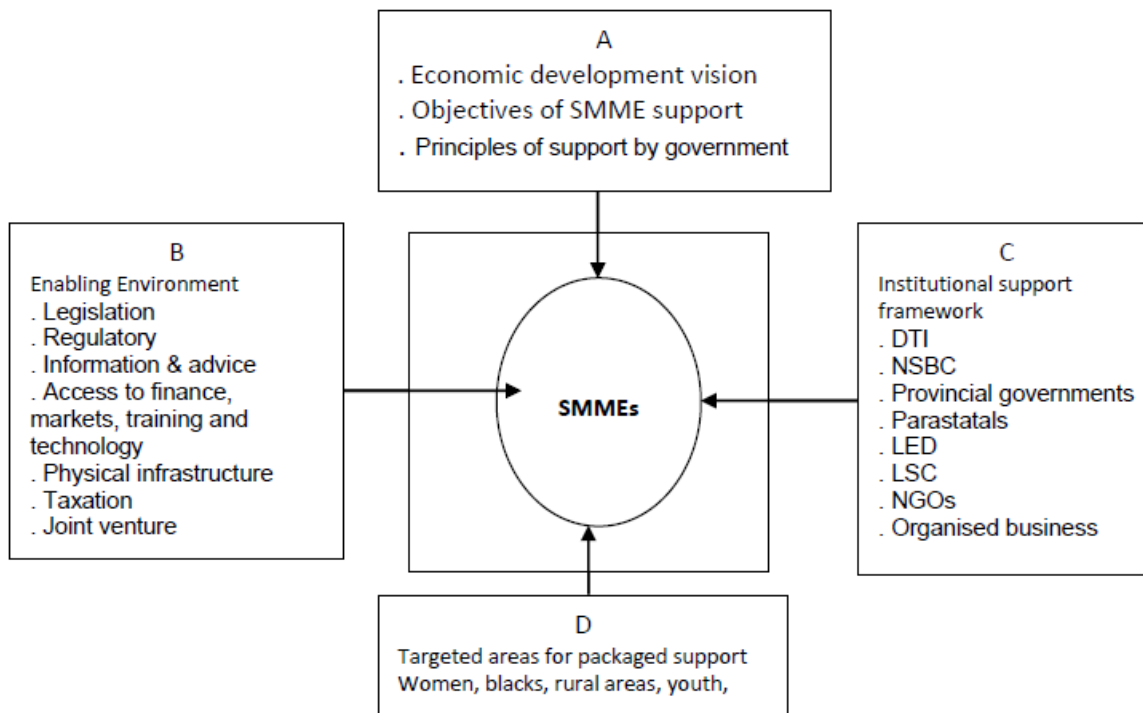 A
. Economic development vision
. Objectives of SMME support
. Principles of support by government
B
Enabling Environment
. Legislation
. Regulatory
. Information & advice
. Access to finance,
markets, training and
technology
. Physical infrastructure
. Taxation
. Joint venture
SMMEs
C
Institutional support
framework
. DTI
. NSBC
. Provincial governments
. Parastatals
. LED
. LSC
. NGOs
. Organised business
D
Targeted areas for packaged support
Women, blacks, rural areas, youth,